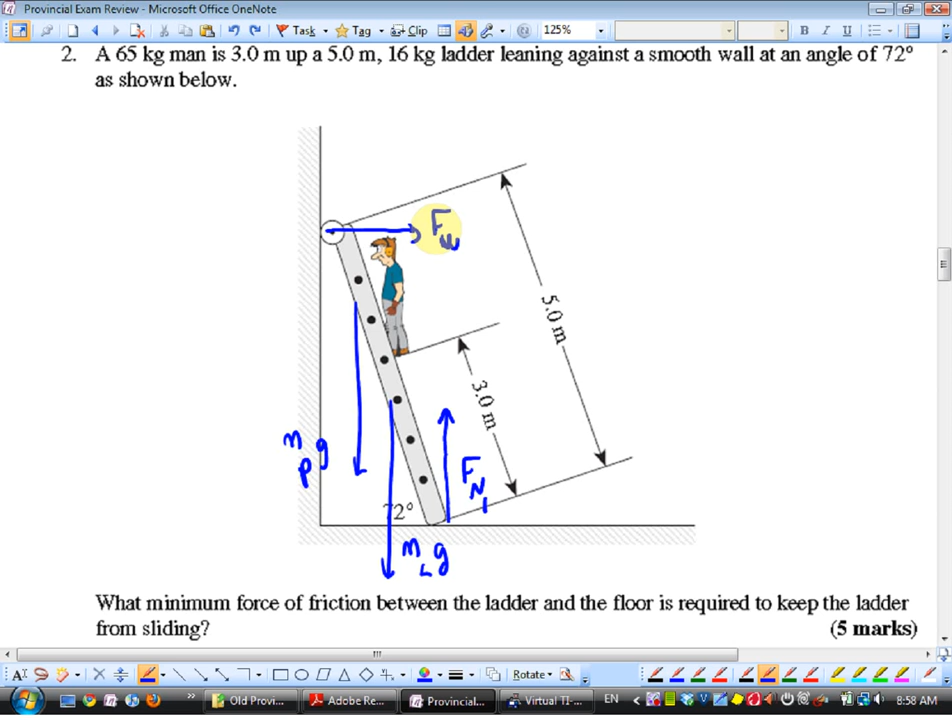 Provincial Exam Review - Microsoft Office OneNote
Task Tag Clip 125% B I U
2. A 65 kg man is 3.0 m up a 5.0 m, 16 kg ladder leaning against a smooth wall at an angle of 72°
as shown below.
F_W
5.0 m
3.0 m
m_p g
F_N1
72°
m_L g
What minimum force of friction between the ladder and the floor is required to keep the ladder
from sliding? (5 marks)
Rotate
Old Provi... Adobe Re... Provincial... Virtual TI-... EN 8:58 AM